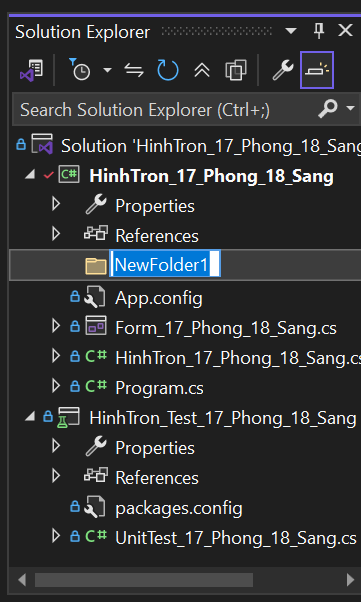 Solution Explorer
Search Solution Explorer (Ctrl+;)
Solution 'HinhTron_17_Phong_18_Sang
C# HinhTron_17_Phong_18_Sang
Properties
References
NewFolder1
App.config
Form_17_Phong_18_Sang.cs
C# HinhTron_17_Phong_18_Sang.cs
C# Program.cs
HinhTron_Test_17_Phong_18_Sang
Properties
References
packages.config
C# UnitTest_17_Phong_18_Sang.cs